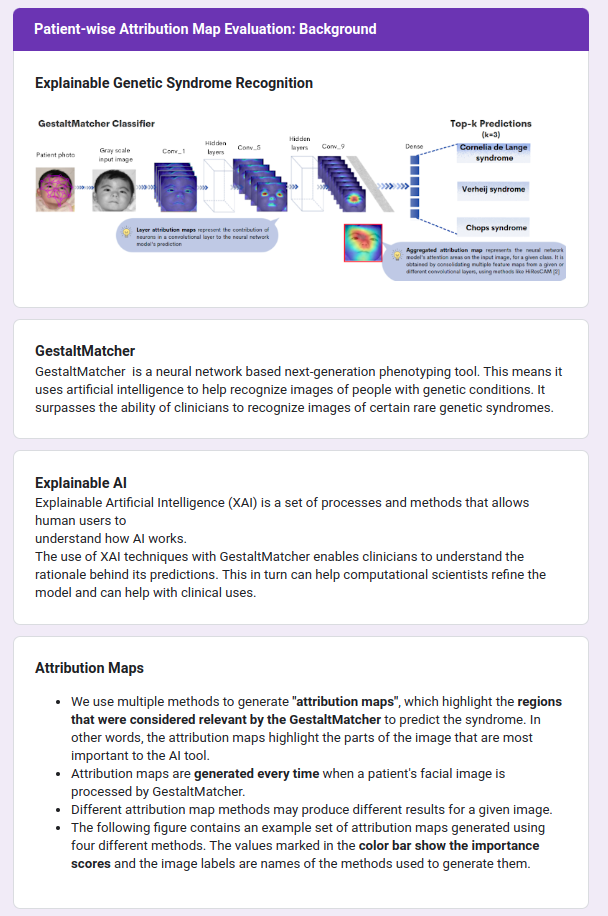 Patient-wise Attribution Map Evaluation: Background
Explainable Genetic Syndrome Recognition
GestaltMatcher Classifier
Top-k Predictions
(k=3)
Patient photo
Gray scale
input image
Conv_1
Hidden
layers
Conv_5
Hidden
layers
Conv_9
Dense
Cornelia de Lange
syndrome
Verheij syndrome
Chops syndrome
Layer attribution maps represent the contribution of
neurons in a convolutional layer to the neural network
model's prediction
Aggregated attribution map represents the neural network
model's attention areas on the input image, for a given class. It is
obtained by consolidating multiple feature maps from a given or
different convolutional layers, using methods like HiResCAM [2]
GestaltMatcher
GestaltMatcher is a neural network based next-generation phenotyping tool. This means it
uses artificial intelligence to help recognize images of people with genetic conditions. It
surpasses the ability of clinicians to recognize images of certain rare genetic syndromes.
Explainable AI
Explainable Artificial Intelligence (XAI) is a set of processes and methods that allows
human users to
understand how AI works.
The use of XAI techniques with GestaltMatcher enables clinicians to understand the
rationale behind its predictions. This in turn can help computational scientists refine the
model and can help with clinical uses.
Attribution Maps
• We use multiple methods to generate "attribution maps", which highlight the regions
that were considered relevant by the GestaltMatcher to predict the syndrome. In
other words, the attribution maps highlight the parts of the image that are most
important to the AI tool.
• Attribution maps are generated every time when a patient's facial image is
processed by GestaltMatcher.
• Different attribution map methods may produce different results for a given image.
• The following figure contains an example set of attribution maps generated using
four different methods. The values marked in the color bar show the importance
scores and the image labels are names of the methods used to generate them.